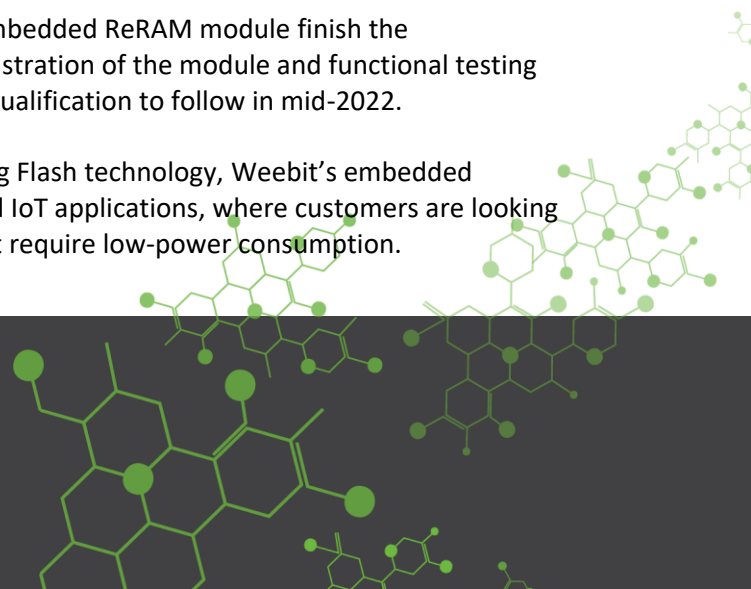 mbedded ReRAM module finish the
stration of the module and functional testing
ualification to follow in mid-2022.
g Flash technology, Weebit’s embedded
IoT applications, where customers are looking
require low-power consumption.